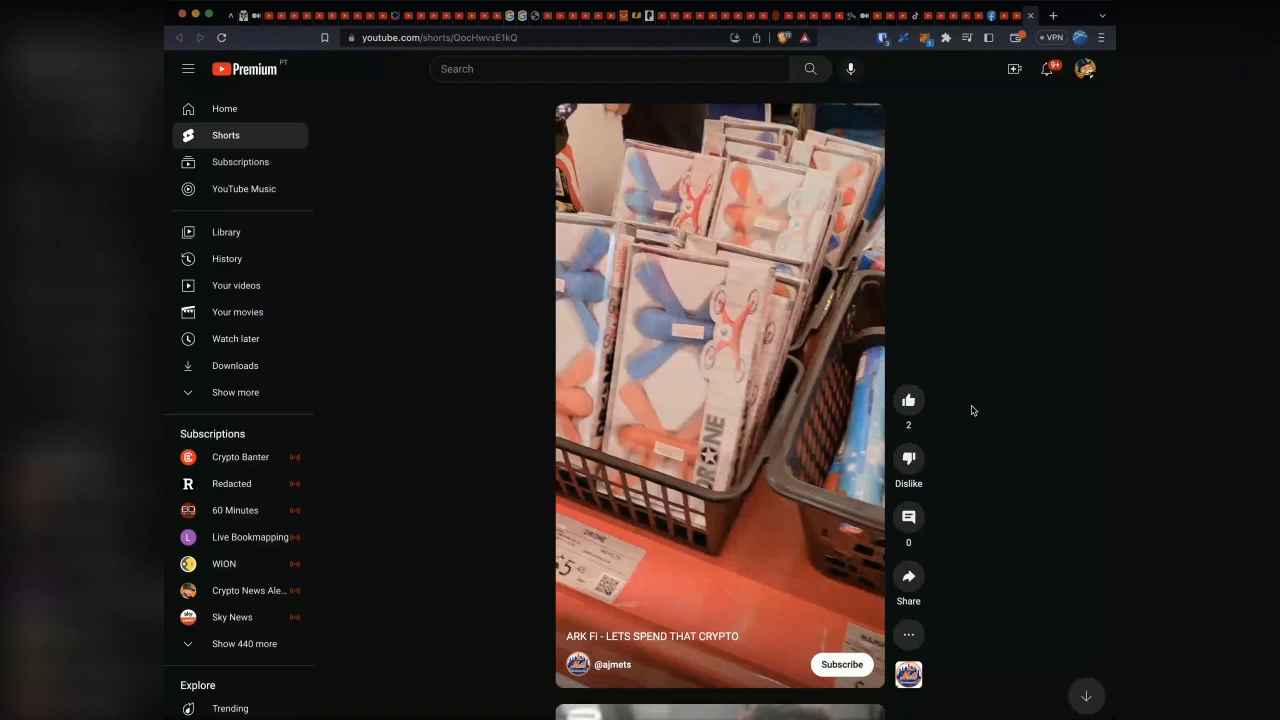 youtube.com/shorts/QocHwvxE1kQ
VPN
Premium PT
Search
9+
Home
Shorts
Subscriptions
YouTube Music
Library
History
Your videos
Your movies
Watch later
Downloads
Show more
Subscriptions
Crypto Banter
Redacted
60 Minutes
Live Bookmapping
WION
Crypto News Ale...
Sky News
Show 440 more
Explore
Trending
DRONE
DRONE
ARK Fi - LETS SPEND THAT CRYPTO
@ajmets
Subscribe
2
Dislike
0
Share